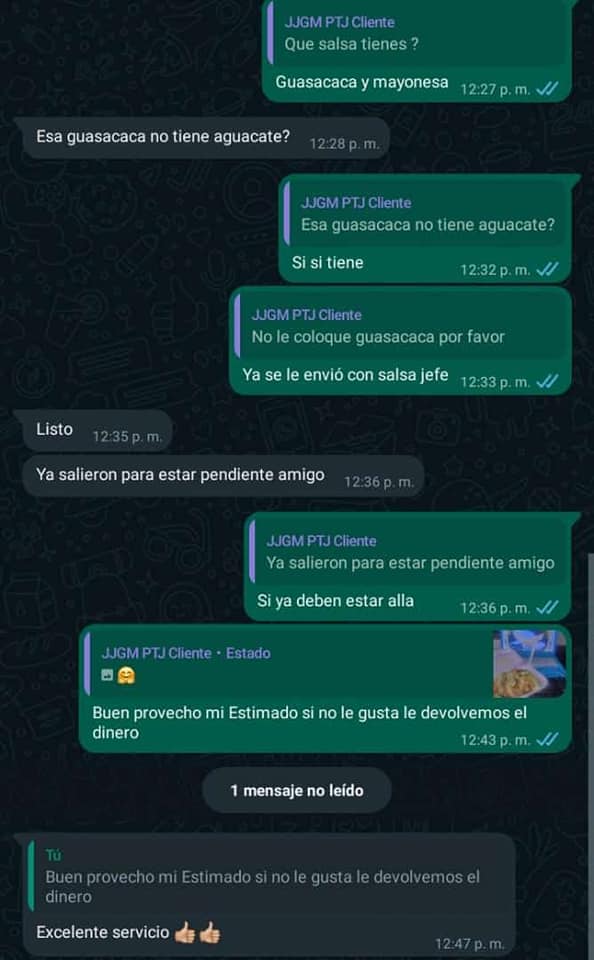 JJGM PTJ Cliente
Que salsa tienes ?
Guasacaca y mayonesa 12:27 p. m.
Esa guasacaca no tiene aguacate? 12:28 p. m.
JJGM PTJ Cliente
Esa guasacaca no tiene aguacate?
Si si tiene 12:32 p. m.
JJGM PTJ Cliente
No le coloque guasacaca por favor
Ya se le envió con salsa jefe 12:33 p. m.
Listo 12:35 p. m.
Ya salieron para estar pendiente amigo 12:36 p. m.
JJGM PTJ Cliente
Ya salieron para estar pendiente amigo
Si ya deben estar alla 12:36 p. m.
JJGM PTJ Cliente • Estado
🤗
Buen provecho mi Estimado si no le gusta le devolvemos el
dinero 12:43 p. m.
1 mensaje no leído
Tú
Buen provecho mi Estimado si no le gusta le devolvemos el
dinero
Excelente servicio 👍🏼👍🏼 12:47 p. m.